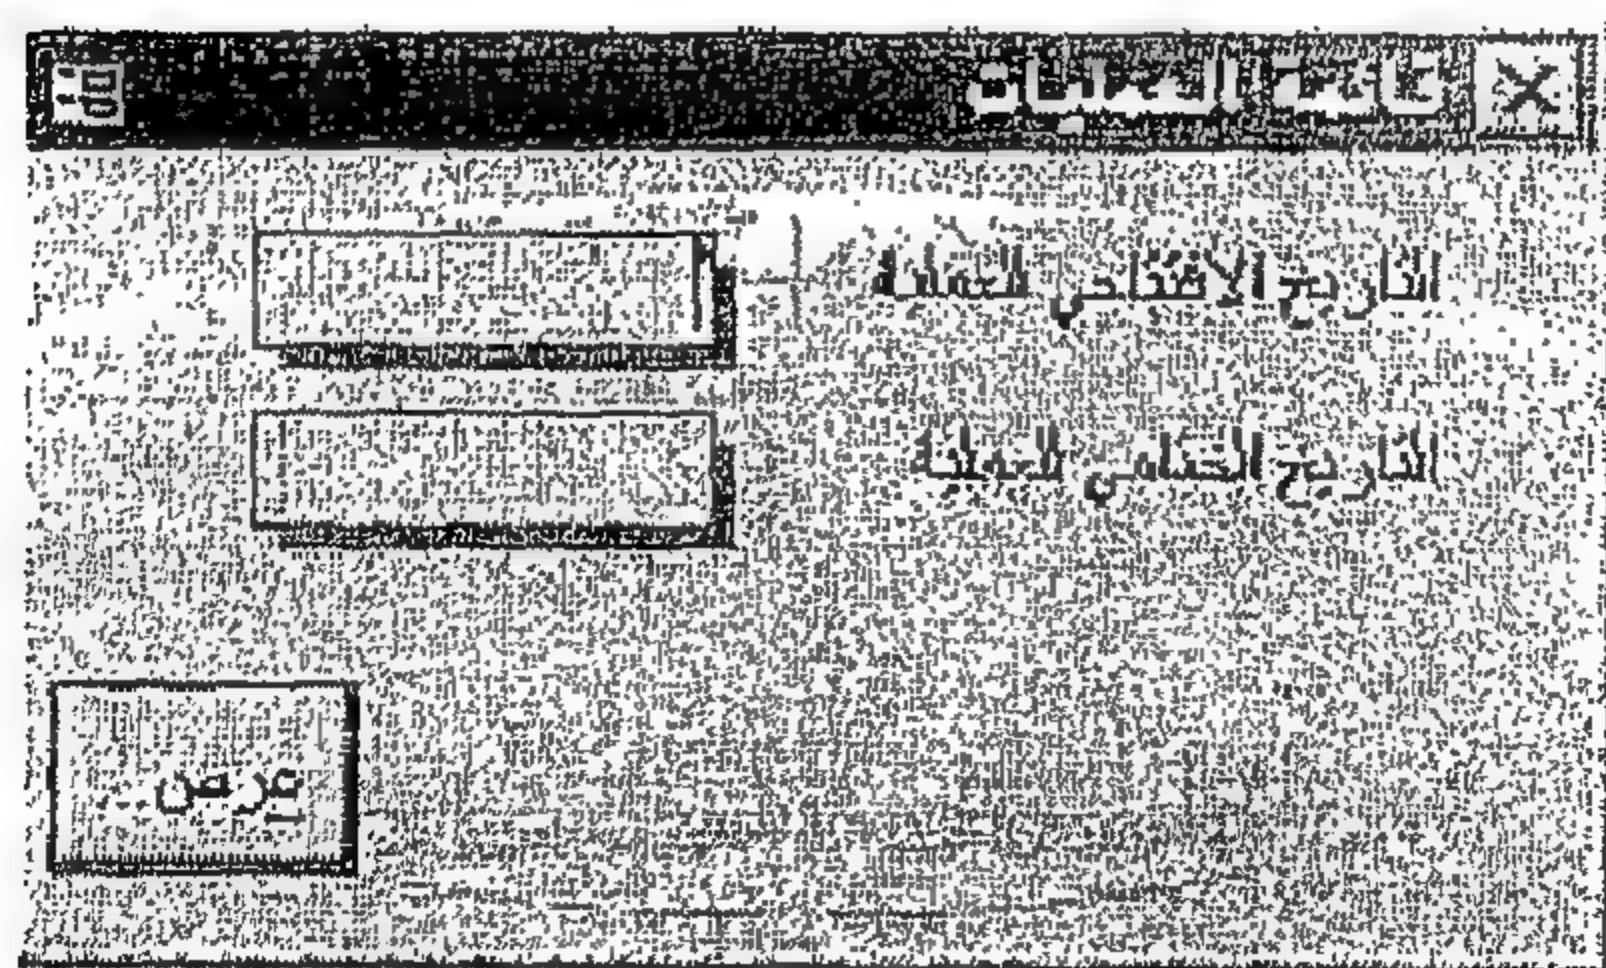 قائمة العمليات
التاريخ الافتتاحي للعملية
التاريخ الختامي للعملية
عرض